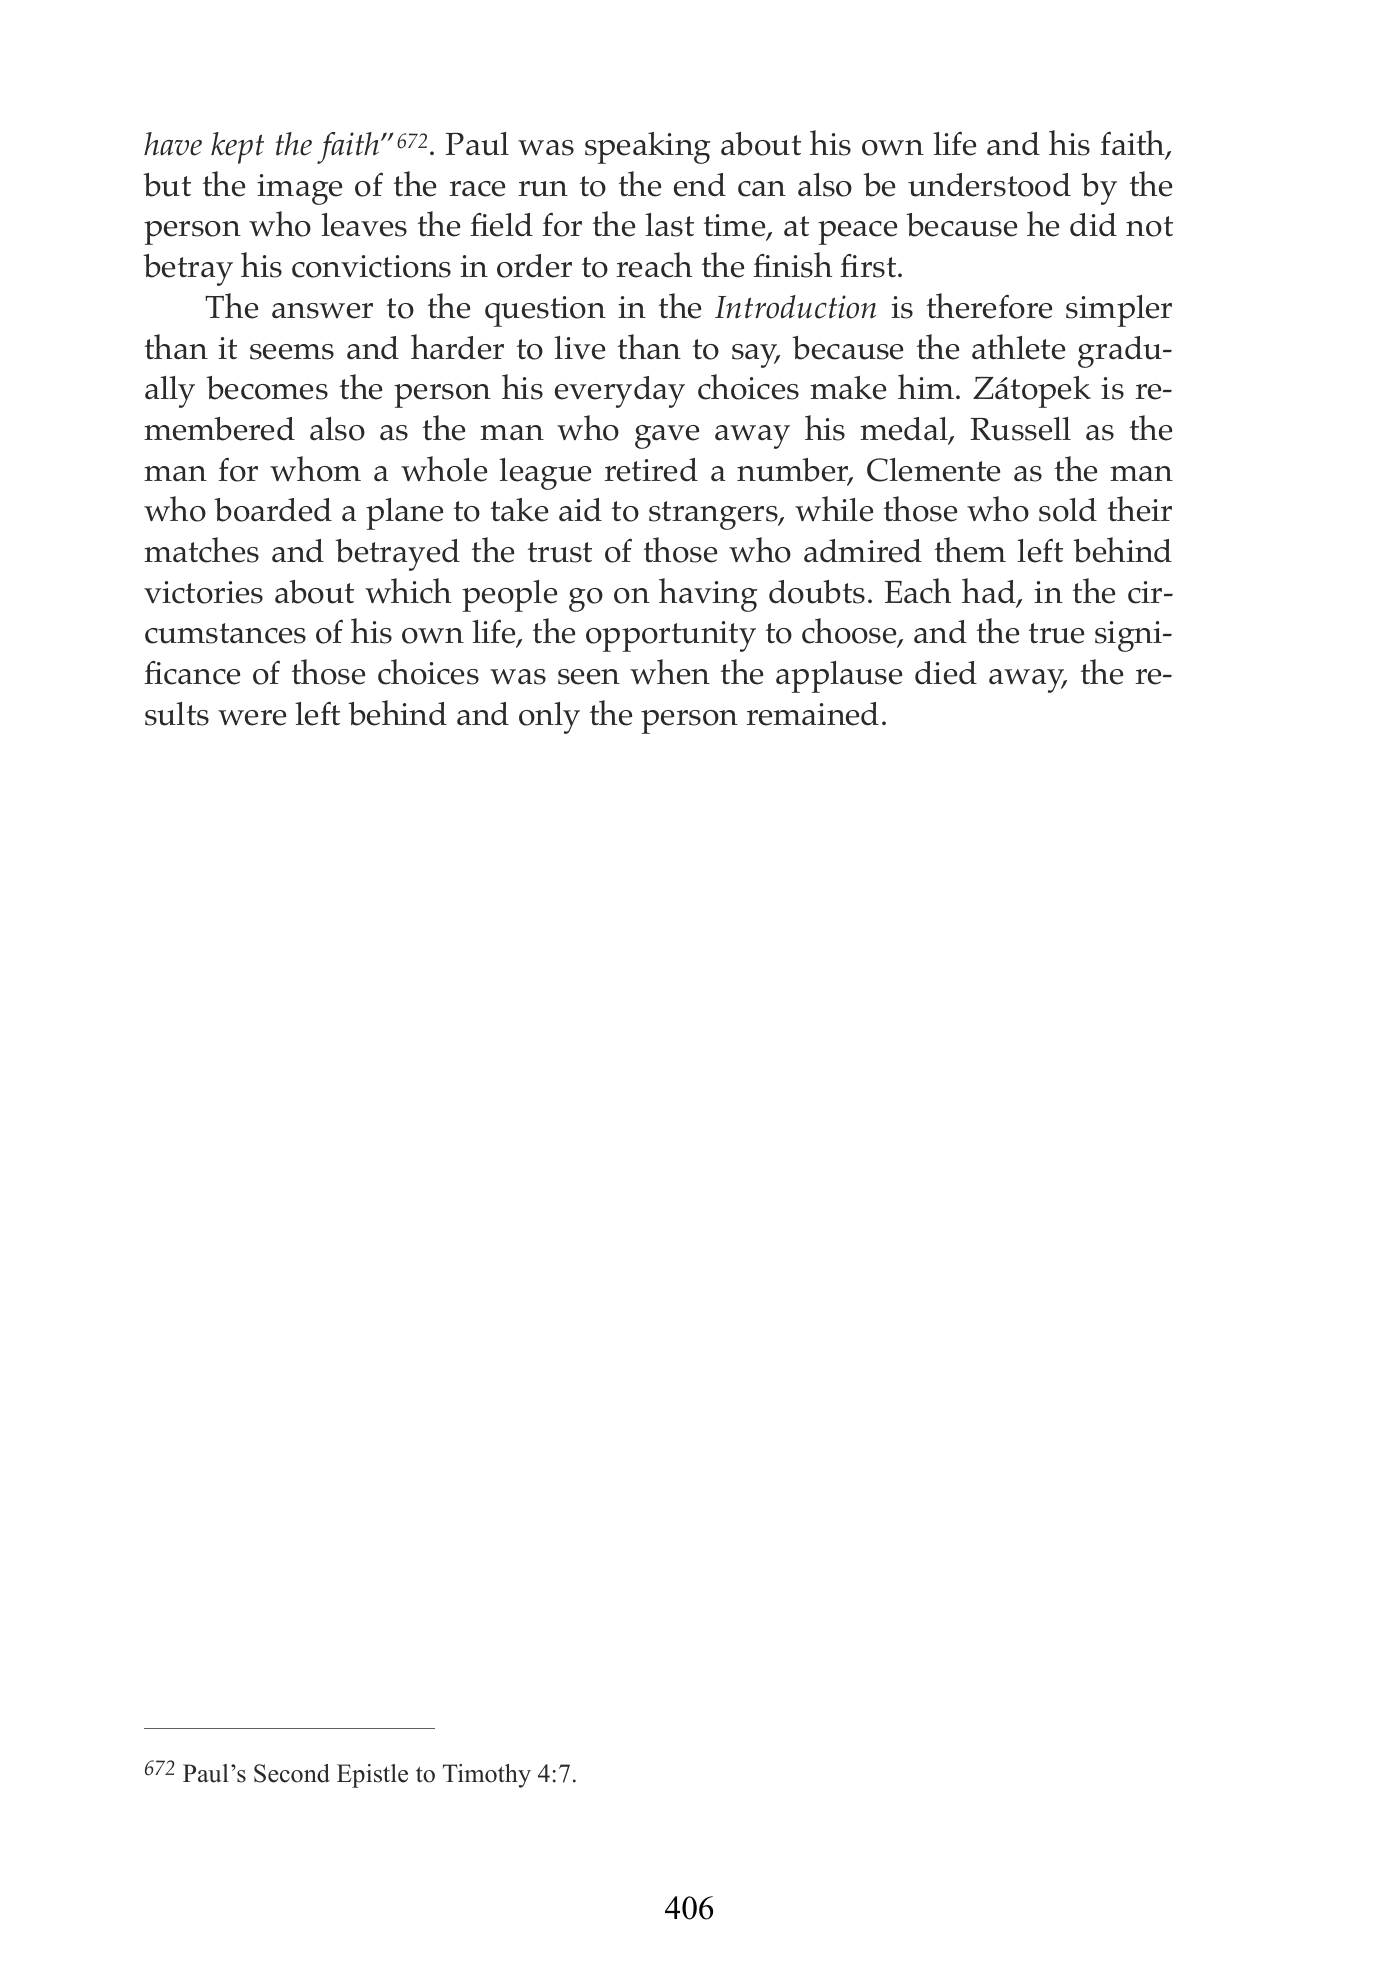 have kept the faith”672. Paul was speaking about his own life and his faith,
but the image of the race run to the end can also be understood by the
person who leaves the field for the last time, at peace because he did not
betray his convictions in order to reach the finish first.
The answer to the question in the Introduction is therefore simpler
than it seems and harder to live than to say, because the athlete gradu-
ally becomes the person his everyday choices make him. Zátopek is re-
membered also as the man who gave away his medal, Russell as the
man for whom a whole league retired a number, Clemente as the man
who boarded a plane to take aid to strangers, while those who sold their
matches and betrayed the trust of those who admired them left behind
victories about which people go on having doubts. Each had, in the cir-
cumstances of his own life, the opportunity to choose, and the true signi-
ficance of those choices was seen when the applause died away, the re-
sults were left behind and only the person remained.
672 Paul’s Second Epistle to Timothy 4:7.
406